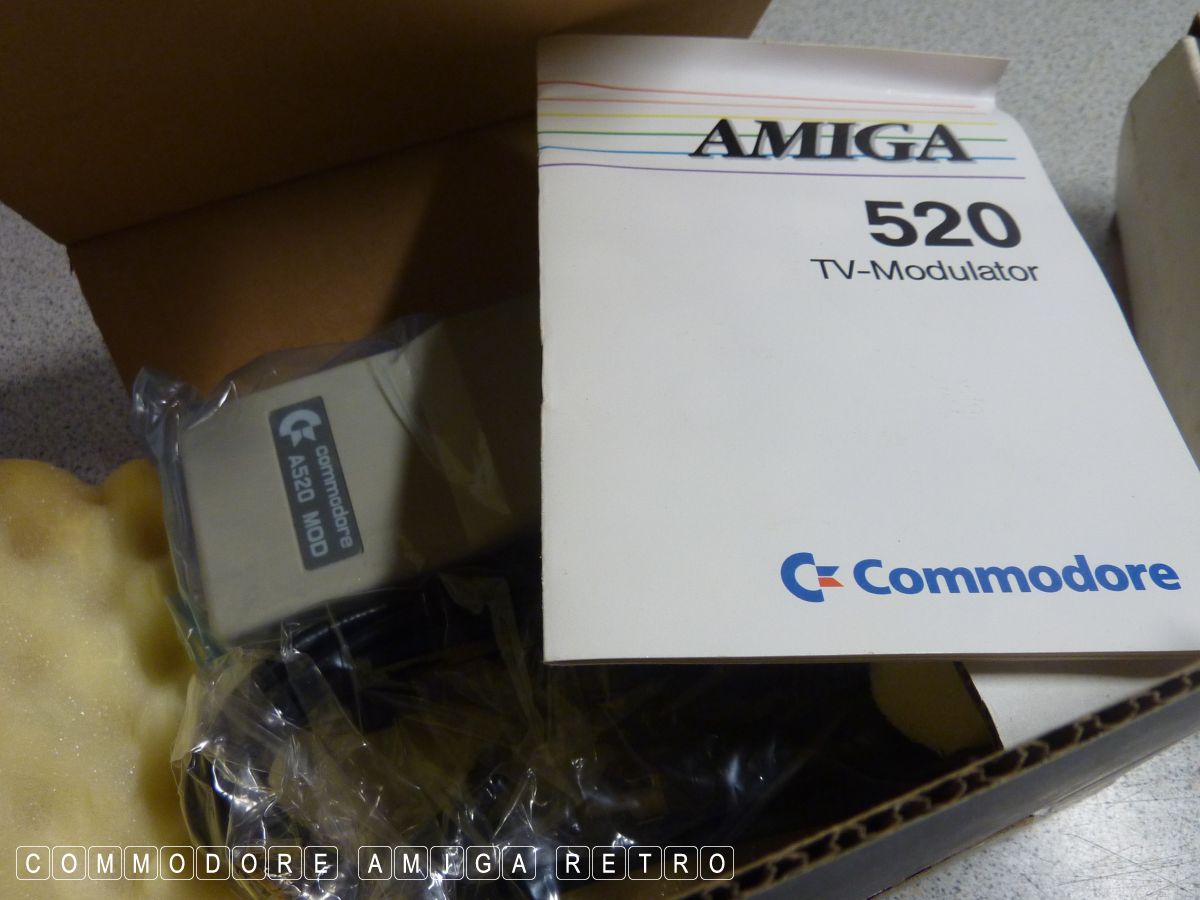 AMIGA
520
TV-Modulator
Commodore
commodore
A520 MOD
COMMODORE AMIGA RETRO